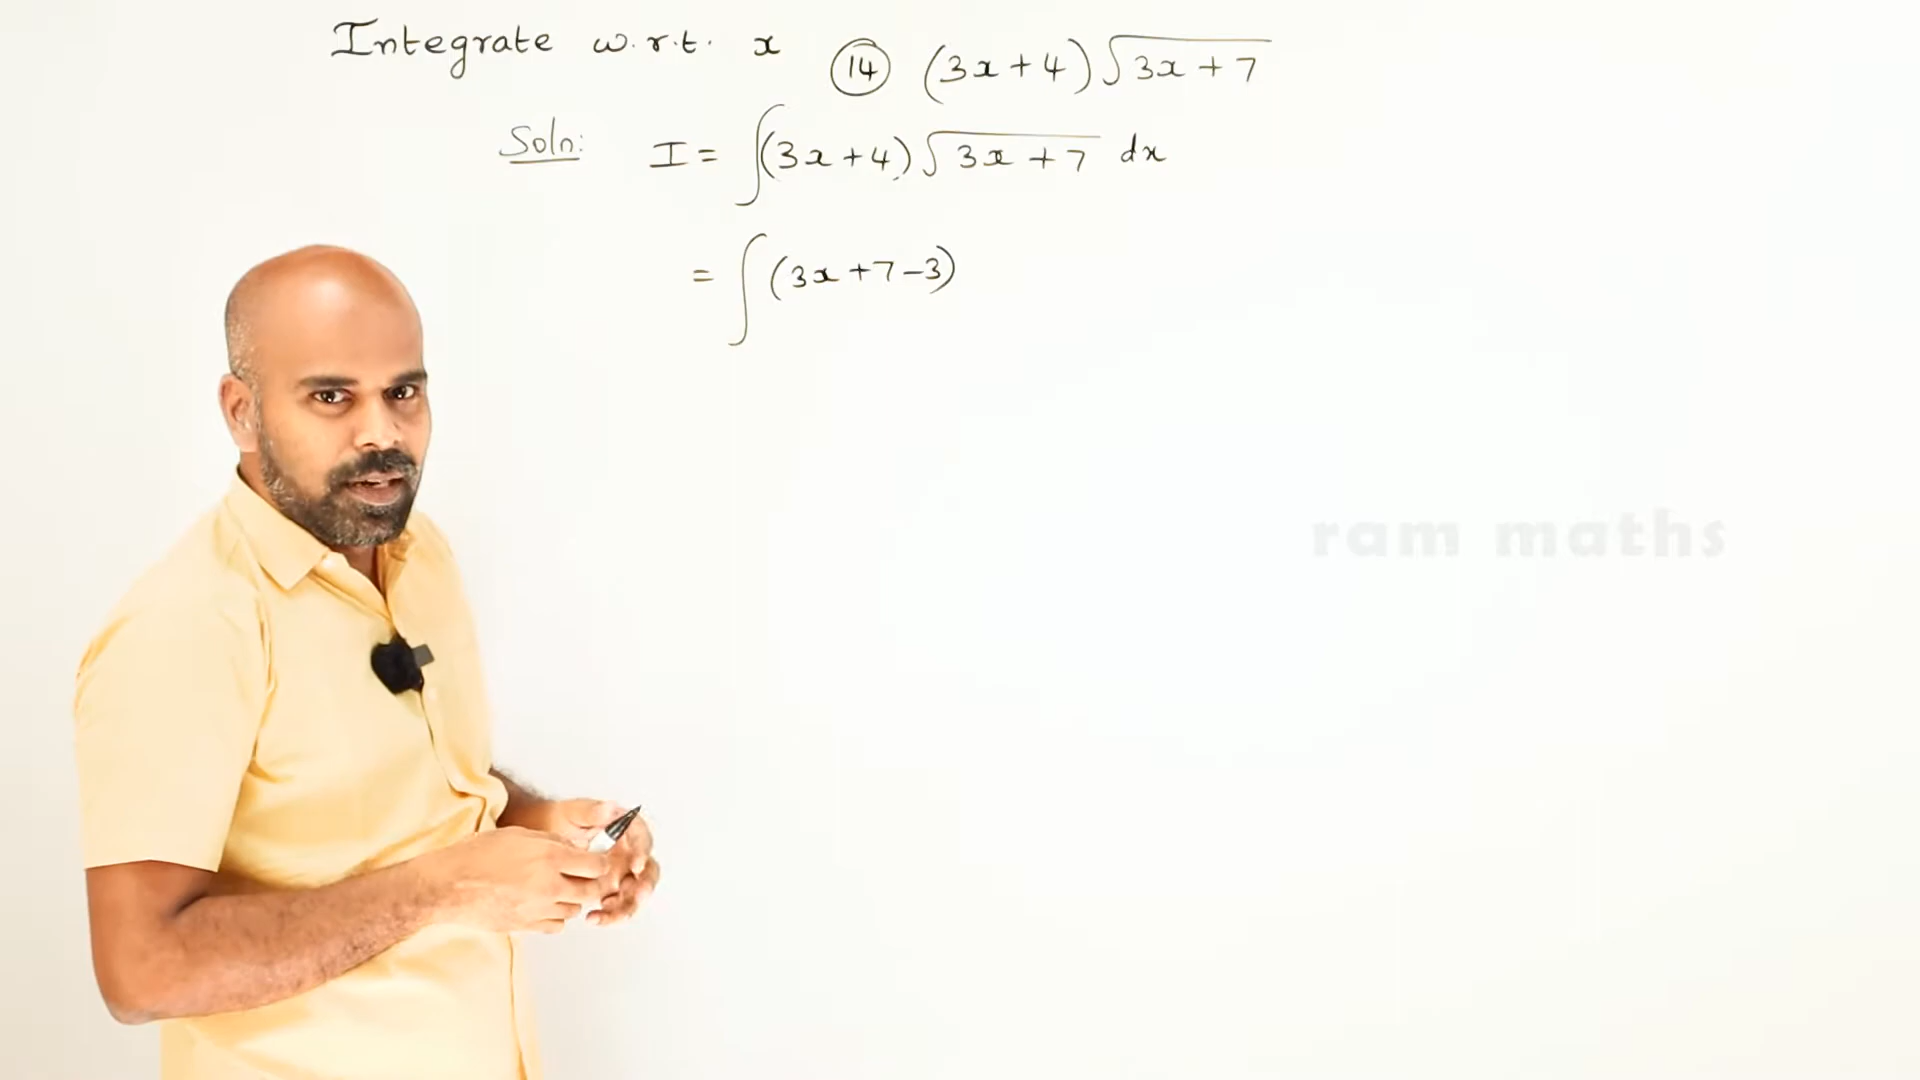 Integrate w.r.t. x (14) (3x+4)√(3x+7)
Soln: I = ∫(3x+4)√(3x+7) dx
= ∫(3x+7-3)
ram maths